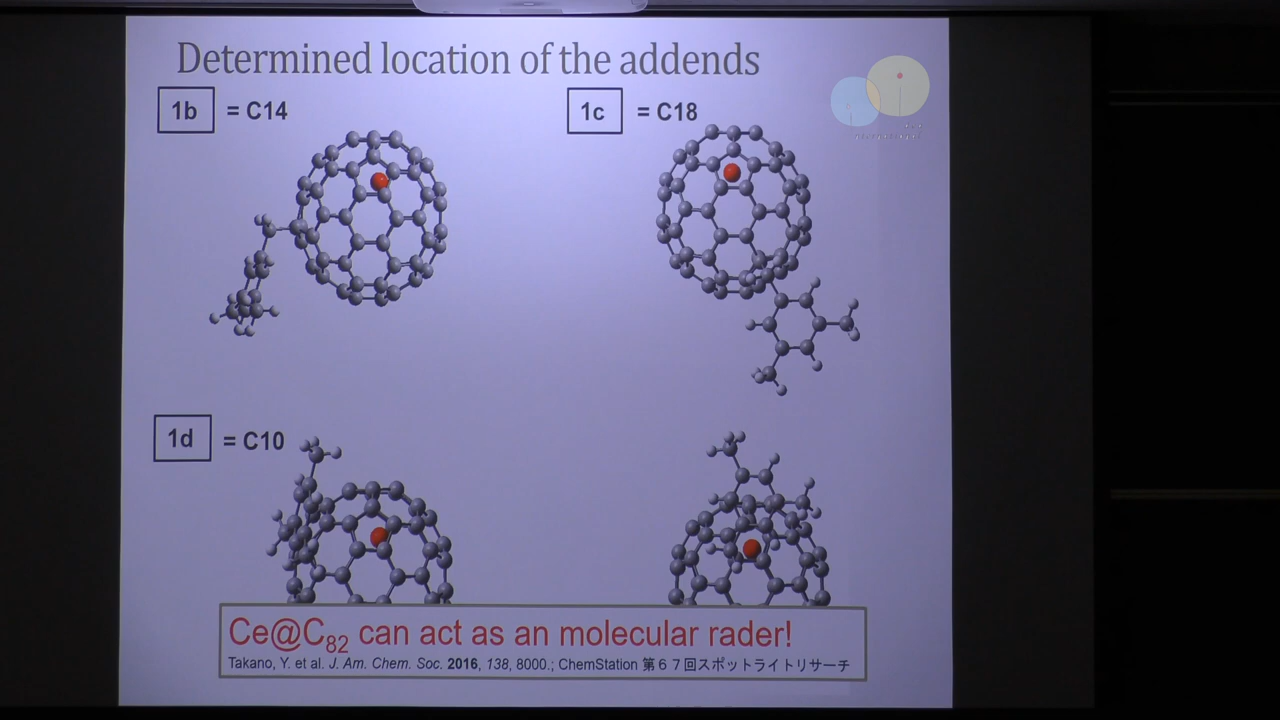 Determined location of the addends
1b = C14
1c = C18
1d = C10
Ce@C82 can act as an molecular rader!
Takano, Y. et al. J. Am. Chem. Soc. 2016, 138, 8000.; ChemStation 第６７回スポットライトリサーチ